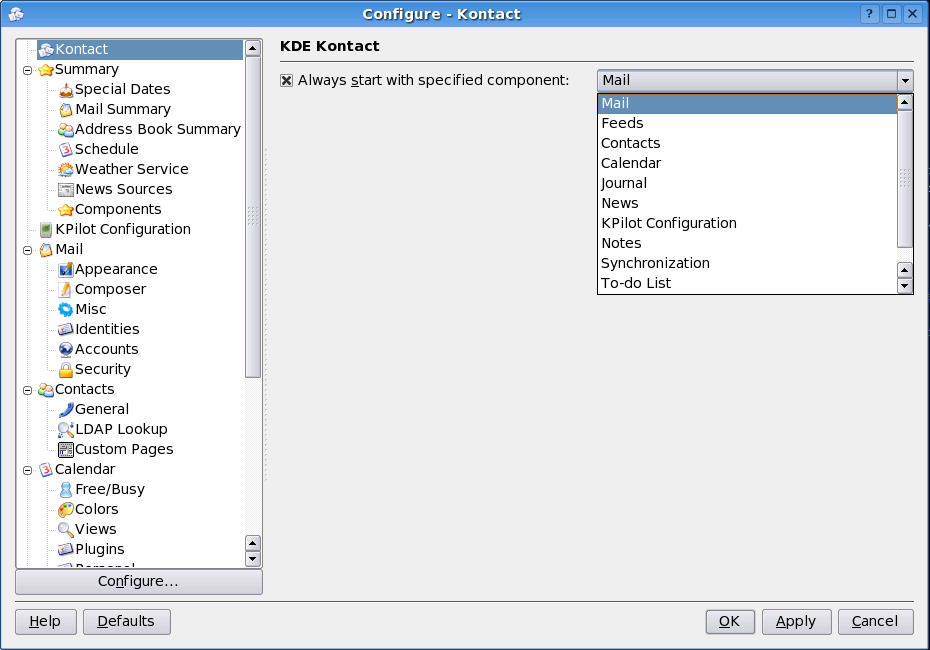 Configure - Kontact
Kontact
Summary
Special Dates
Mail Summary
Address Book Summary
Schedule
Weather Service
News Sources
Components
KPilot Configuration
Mail
Appearance
Composer
Misc
Identities
Accounts
Security
Contacts
General
LDAP Lookup
Custom Pages
Calendar
Free/Busy
Colors
Views
Plugins
Personal
Configure...
KDE Kontact
Always start with specified component:
Mail
Mail
Feeds
Contacts
Calendar
Journal
News
KPilot Configuration
Notes
Synchronization
To-do List
Help
Defaults
OK
Apply
Cancel